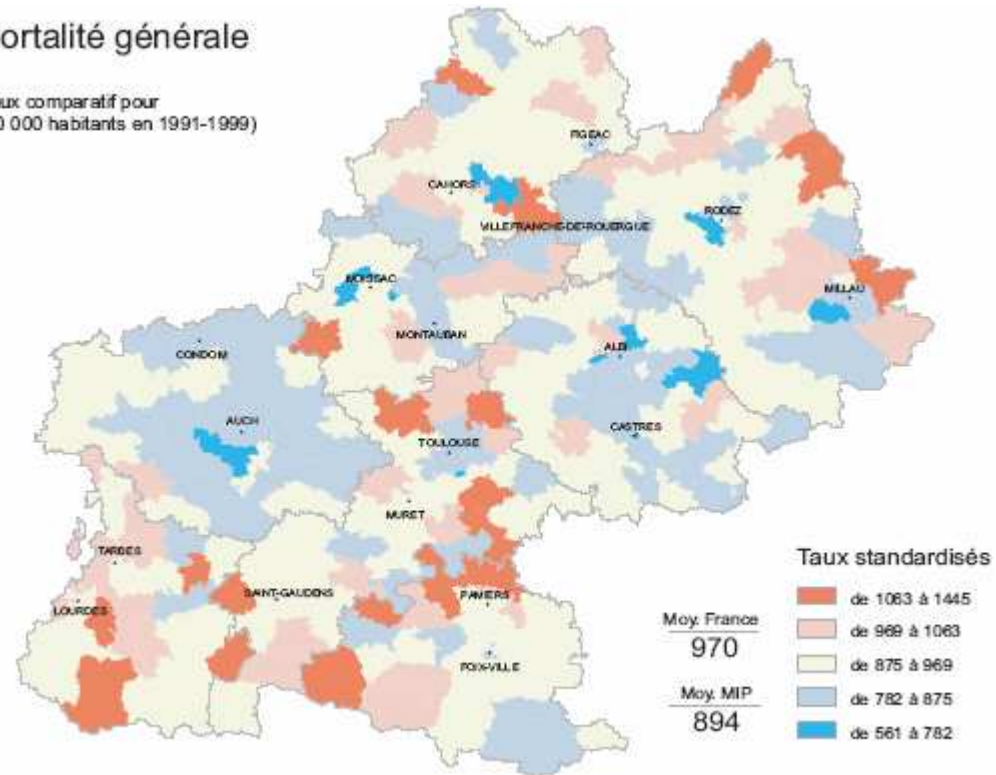 ortalité générale
ux comparatif pour
0 000 habitants en 1991-1999)
FIGEAC
CAHORS
RODEZ
VILLEFRANCHE-DE-ROUERGUE
MOISSAC
MILLAU
MONTAUBAN
ALBI
CONDOM
AUCH
CASTRES
TOULOUSE
MURET
TARBES
SAINT-GAUDENS
PAMIERS
LOURDES
FOIX-VILLE
Moy. France
970
Moy. MIP
894
Taux standardisés
de 1063 à 1445
de 969 à 1063
de 875 à 969
de 782 à 875
de 561 à 782